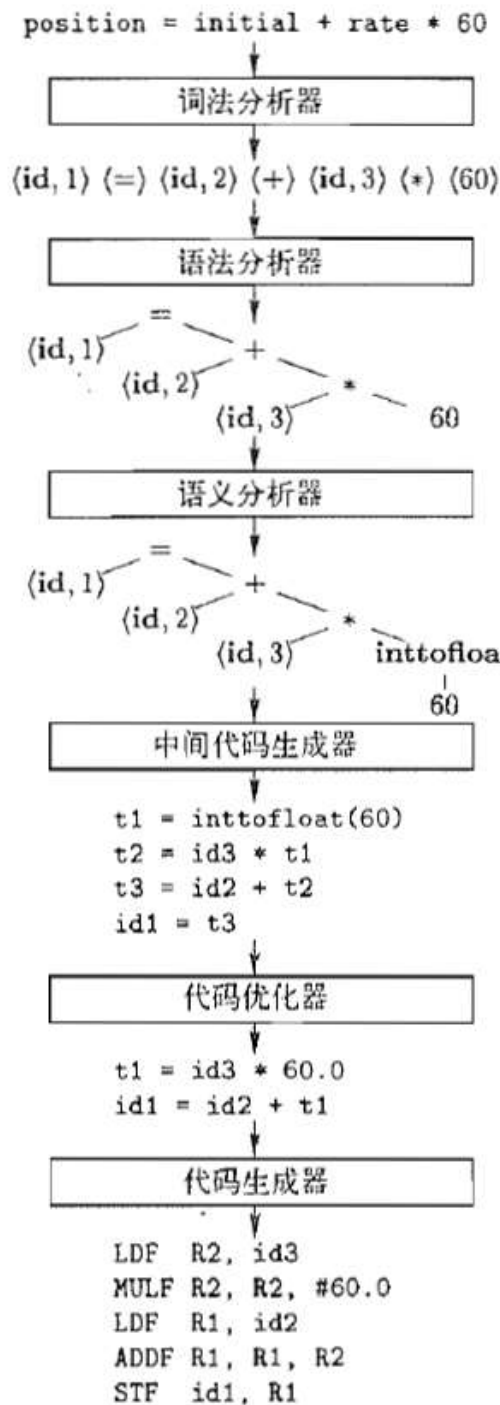 position = initial + rate * 60
词法分析器
⟨id, 1⟩ ⟨=⟩ ⟨id, 2⟩ ⟨+⟩ ⟨id, 3⟩ ⟨*⟩ ⟨60⟩
语法分析器
=
⟨id, 1⟩ +
⟨id, 2⟩ *
⟨id, 3⟩ 60
语义分析器
=
⟨id, 1⟩ +
⟨id, 2⟩ *
⟨id, 3⟩ inttofloa
60
中间代码生成器
t1 = inttofloat(60)
t2 = id3 * t1
t3 = id2 + t2
id1 = t3
代码优化器
t1 = id3 * 60.0
id1 = id2 + t1
代码生成器
LDF R2, id3
MULF R2, R2, #60.0
LDF R1, id2
ADDF R1, R1, R2
STF id1, R1